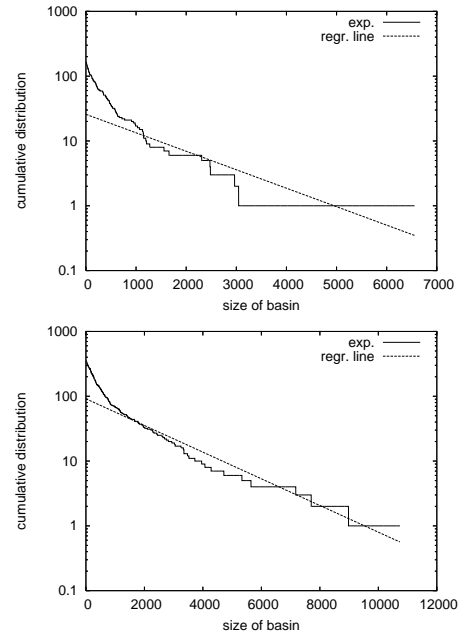 1000
100
10
1
0.1
cumulative distribution
exp.
regr. line
0 1000 2000 3000 4000 5000 6000 7000
size of basin
1000
100
10
1
0.1
cumulative distribution
exp.
regr. line
0 2000 4000 6000 8000 10000 12000
size of basin